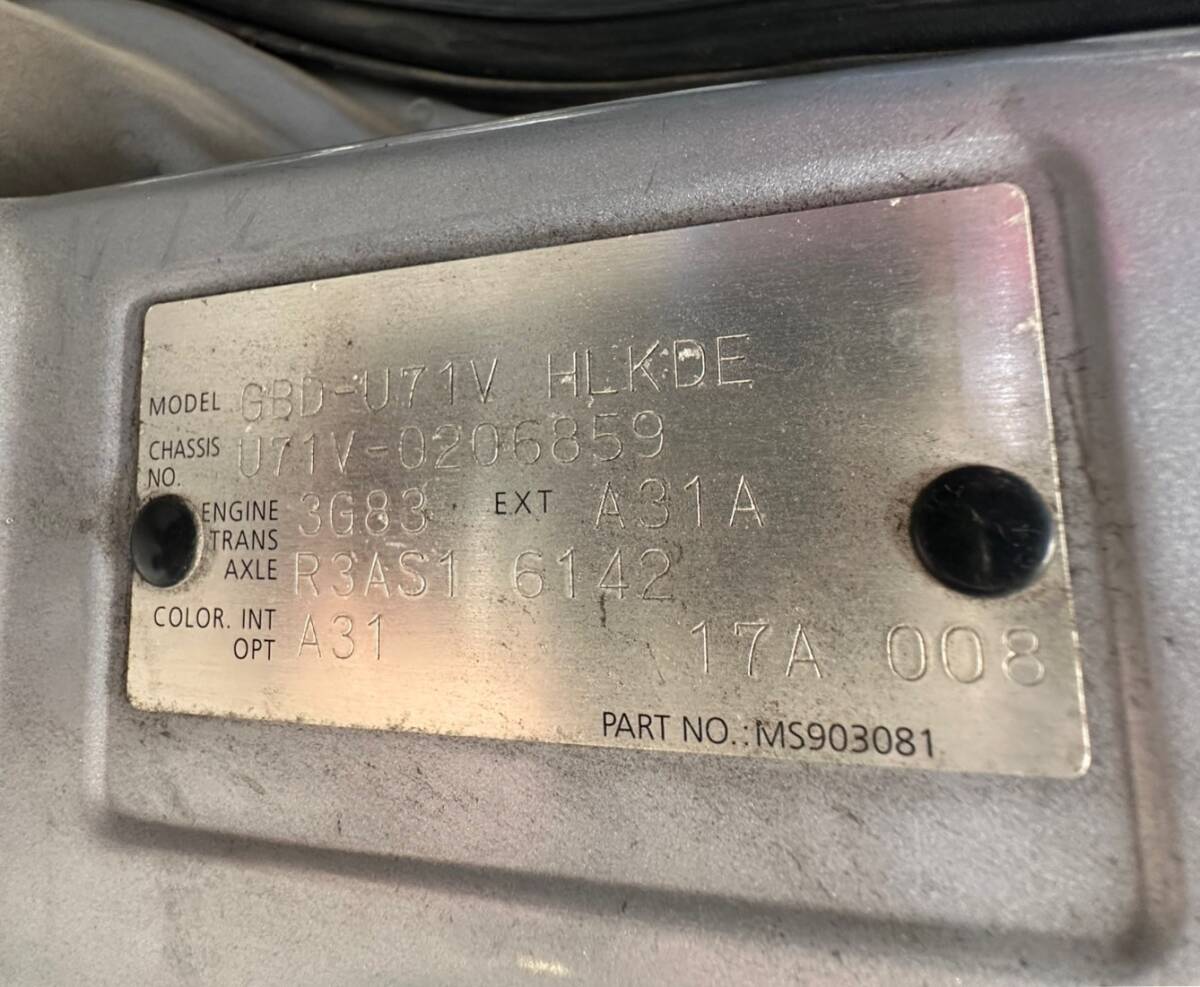 MODEL GBD-U71V HLKDE
CHASSIS NO. U71V-0206859
ENGINE 3G83 EXT A31A
TRANS AXLE R3AS1 6142
COLOR. INT OPT A31 17A 008
PART NO.: MS903081